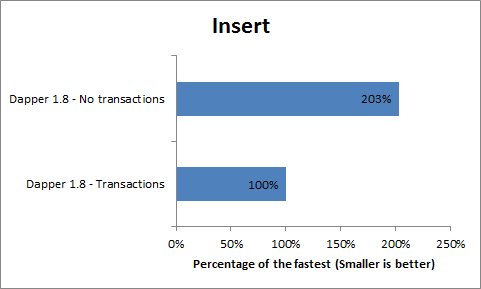 Insert
Dapper 1.8 - No transactions
203%
Dapper 1.8 - Transactions
100%
0% 50% 100% 150% 200% 250%
Percentage of the fastest (Smaller is better)